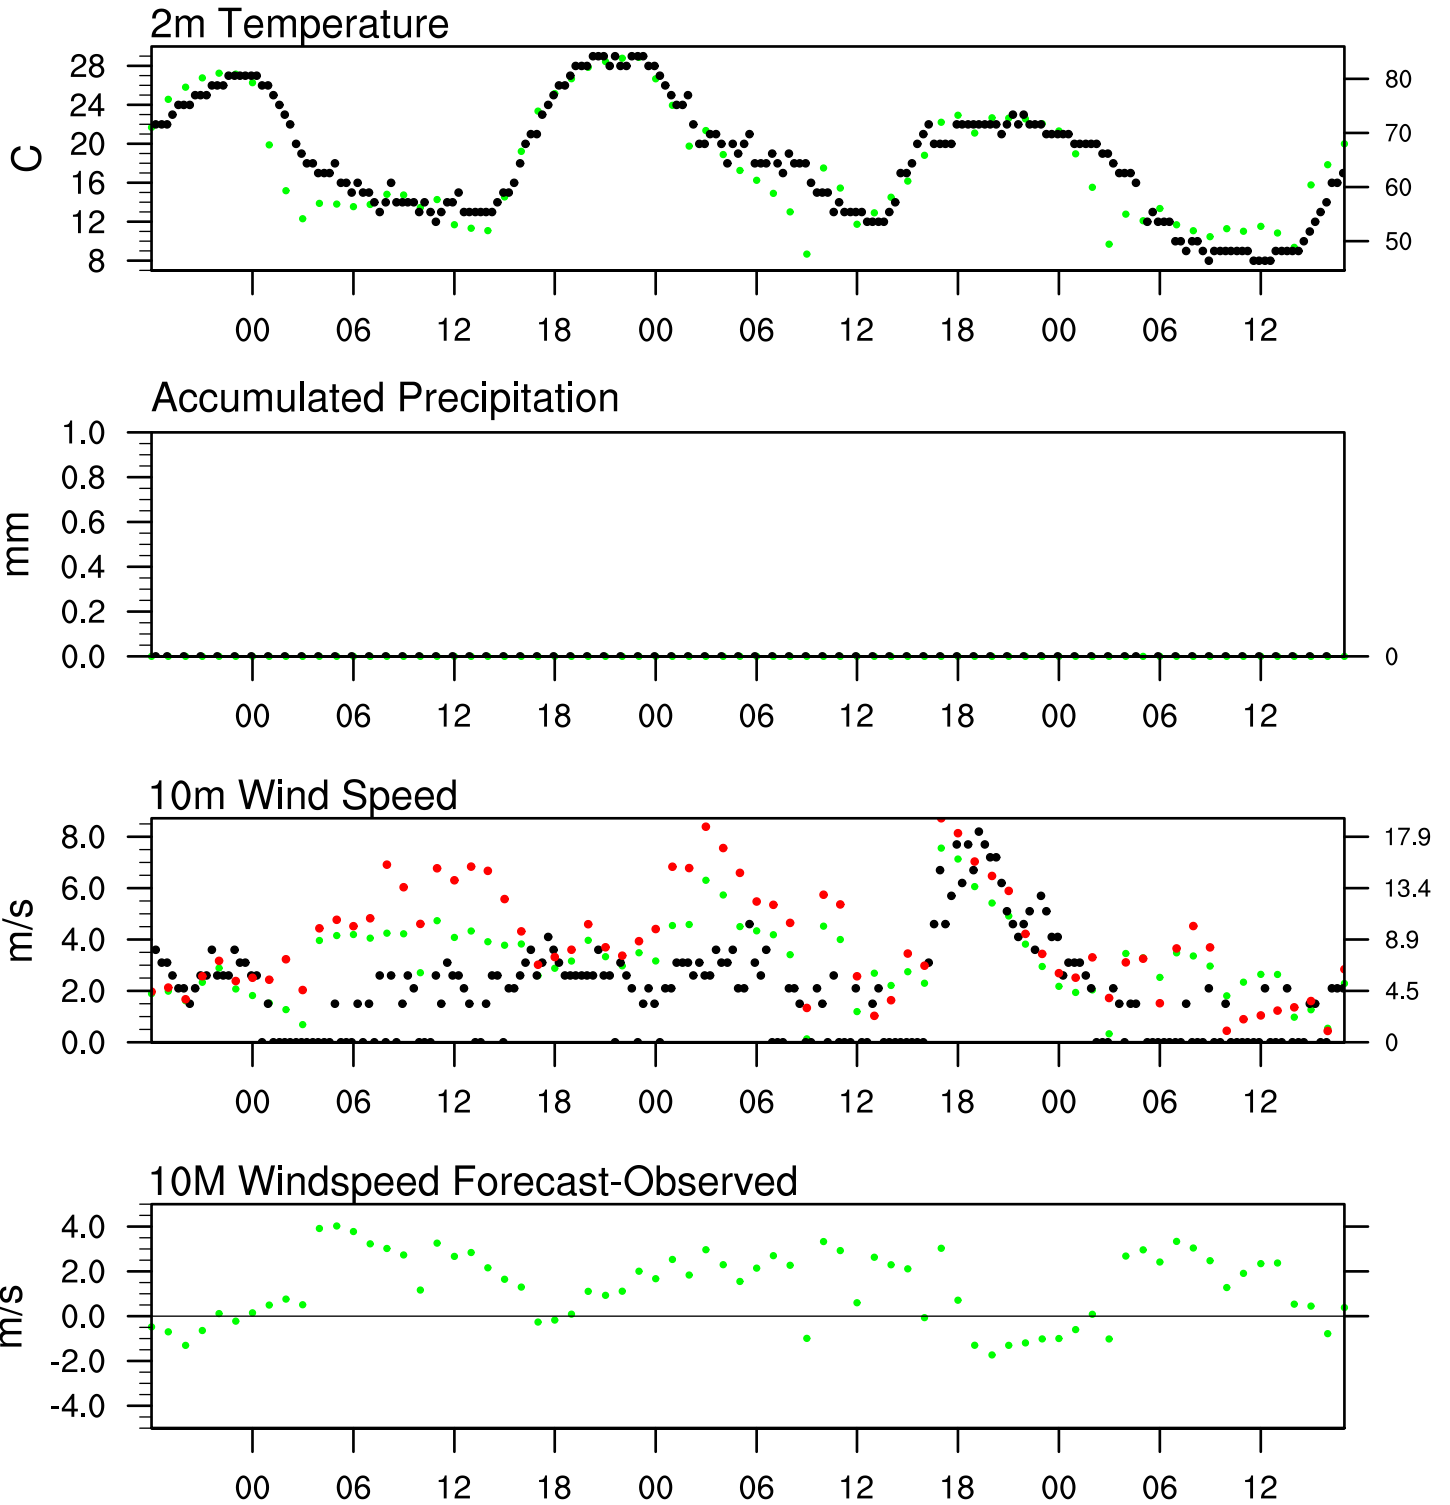 2m Temperature
28
24
20
16
12
8
C
80
70
60
50
00 06 12 18 00 06 12 18 00 06 12
Accumulated Precipitation
1.0
0.8
0.6
0.4
0.2
0.0
mm
0
00 06 12 18 00 06 12 18 00 06 12
10m Wind Speed
8.0
6.0
4.0
2.0
0.0
m/s
17.9
13.4
8.9
4.5
0
00 06 12 18 00 06 12 18 00 06 12
10M Windspeed Forecast-Observed
4.0
2.0
0.0
-2.0
-4.0
m/s
00 06 12 18 00 06 12 18 00 06 12